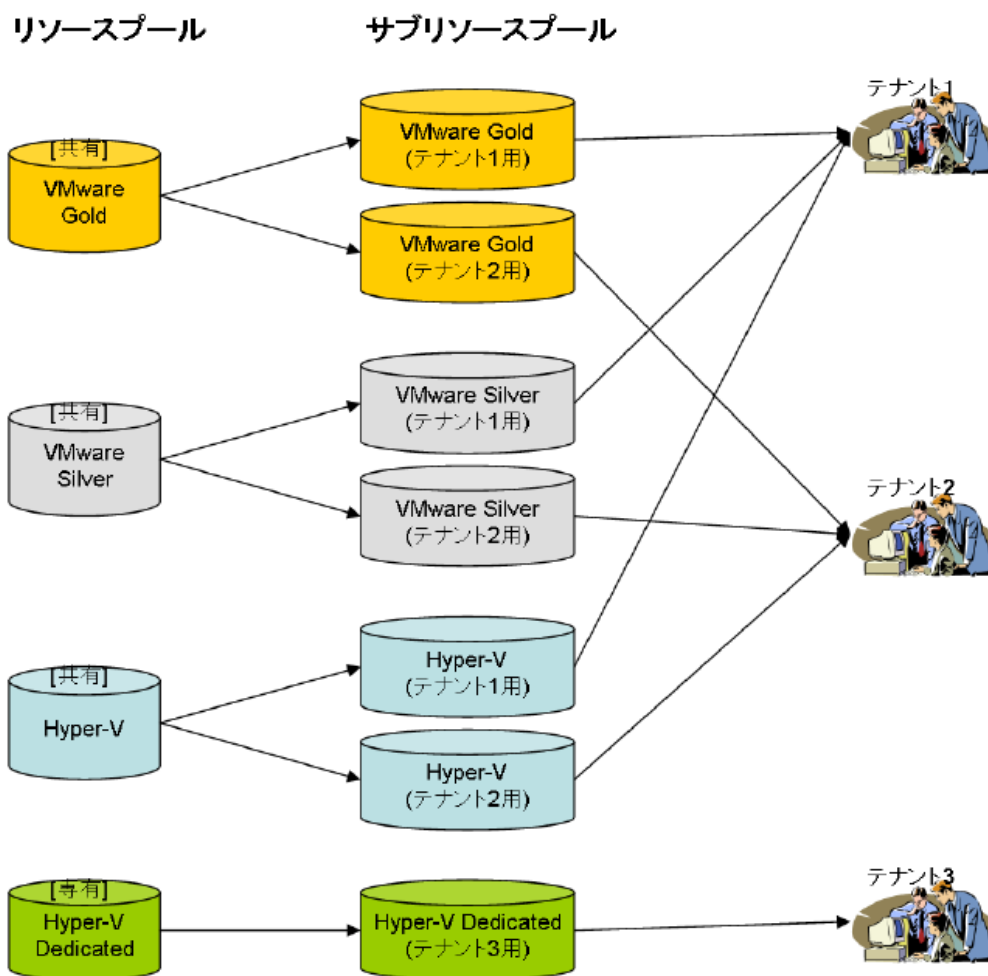 リソースプール
サブリソースプール
テナント1
[共有]
VMware
Gold
VMware Gold
(テナント1用)
VMware Gold
(テナント2用)
[共有]
VMware
Silver
VMware Silver
(テナント1用)
VMware Silver
(テナント2用)
テナント2
[共有]
Hyper-V
Hyper-V
(テナント1用)
Hyper-V
(テナント2用)
[専有]
Hyper-V
Dedicated
Hyper-V Dedicated
(テナント3用)
テナント3